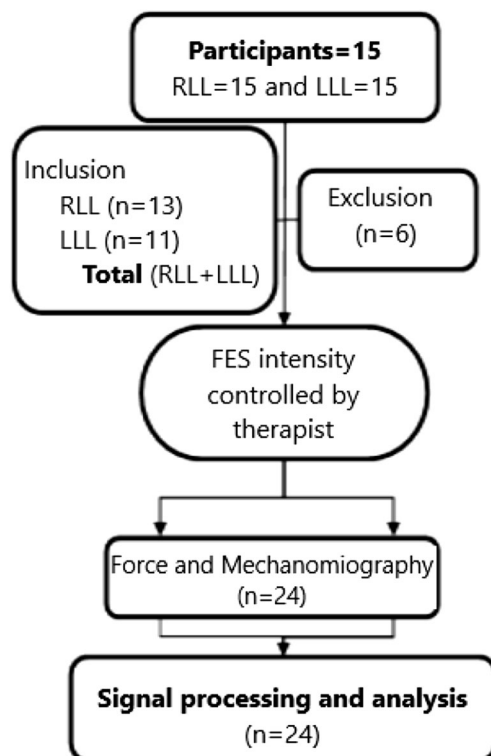 Participants=15
RLL=15 and LLL=15
Inclusion
RLL (n=13)
LLL (n=11)
Total (RLL+LLL)
Exclusion
(n=6)
FES intensity
controlled by
therapist
Force and Mechanomiography
(n=24)
Signal processing and analysis
(n=24)